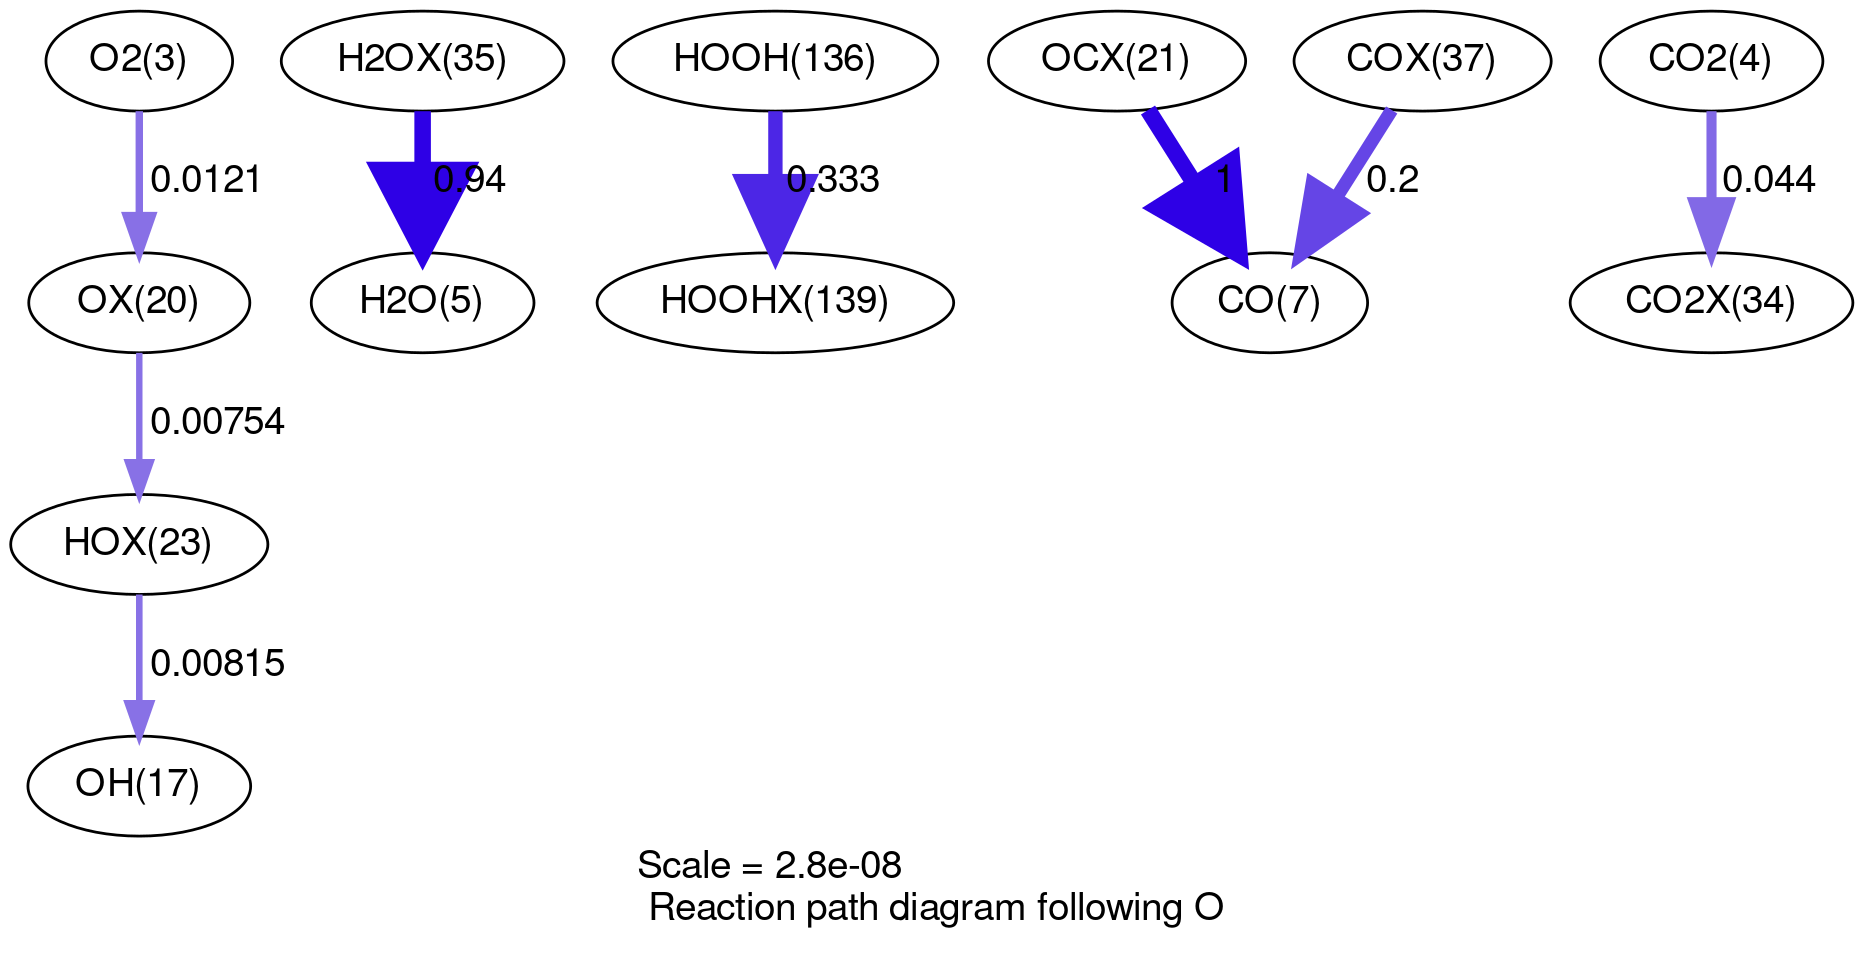 O2(3)
H2OX(35)
HOOH(136)
OCX(21)
COX(37)
CO2(4)
0.0121
0.94
0.333
1
0.2
0.044
OX(20)
H2O(5)
HOOHX(139)
CO(7)
CO2X(34)
0.00754
HOX(23)
0.00815
OH(17)
Scale = 2.8e-08
Reaction path diagram following O